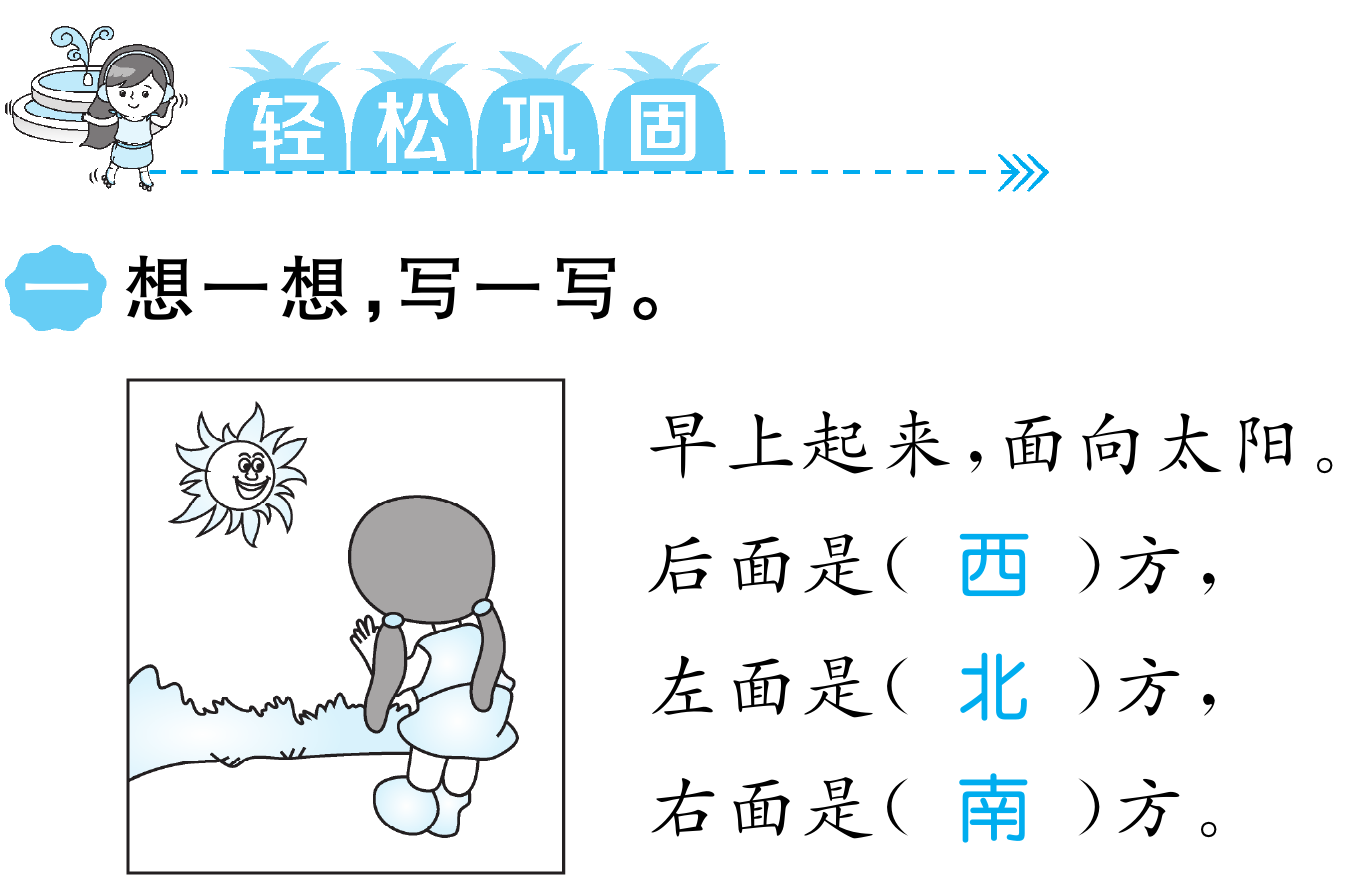 轻松巩固
一 想一想,写一写。
早上起来,面向太阳。
后面是( 西 )方,
左面是( 北 )方,
右面是( 南 )方。